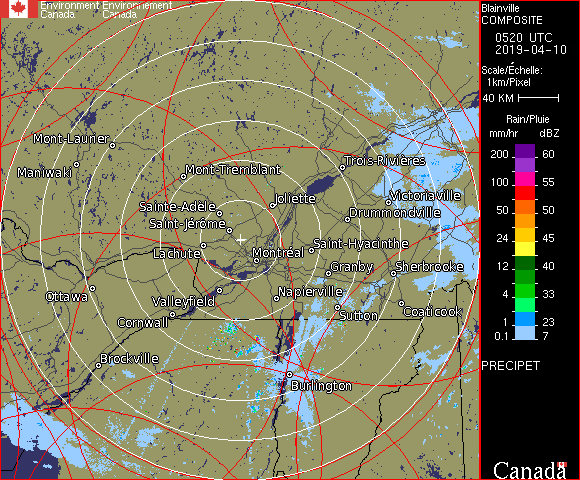 Environment Environnement
Canada Canada
Blainville
COMPOSITE
0520 UTC
2019-04-10
Scale/Échelle:
1km/Pixel
40 KM
Rain/Pluie
mm/hr dBZ
200 60
100 55
50 50
24 45
12 40
4 33
1 23
0.1 7
PRECIPET
Canada
Mont-Laurier
Maniwaki
Mont-Tremblant
Trois-Rivières
Sainte-Adèle
Joliette
Victoriaville
Saint-Jérôme
Drummondville
Lachute
Montréal
Saint-Hyacinthe
Granby
Sherbrooke
Ottawa
Valleyfield
Napierville
Cornwall
Sutton
Coaticook
Brockville
Burlington